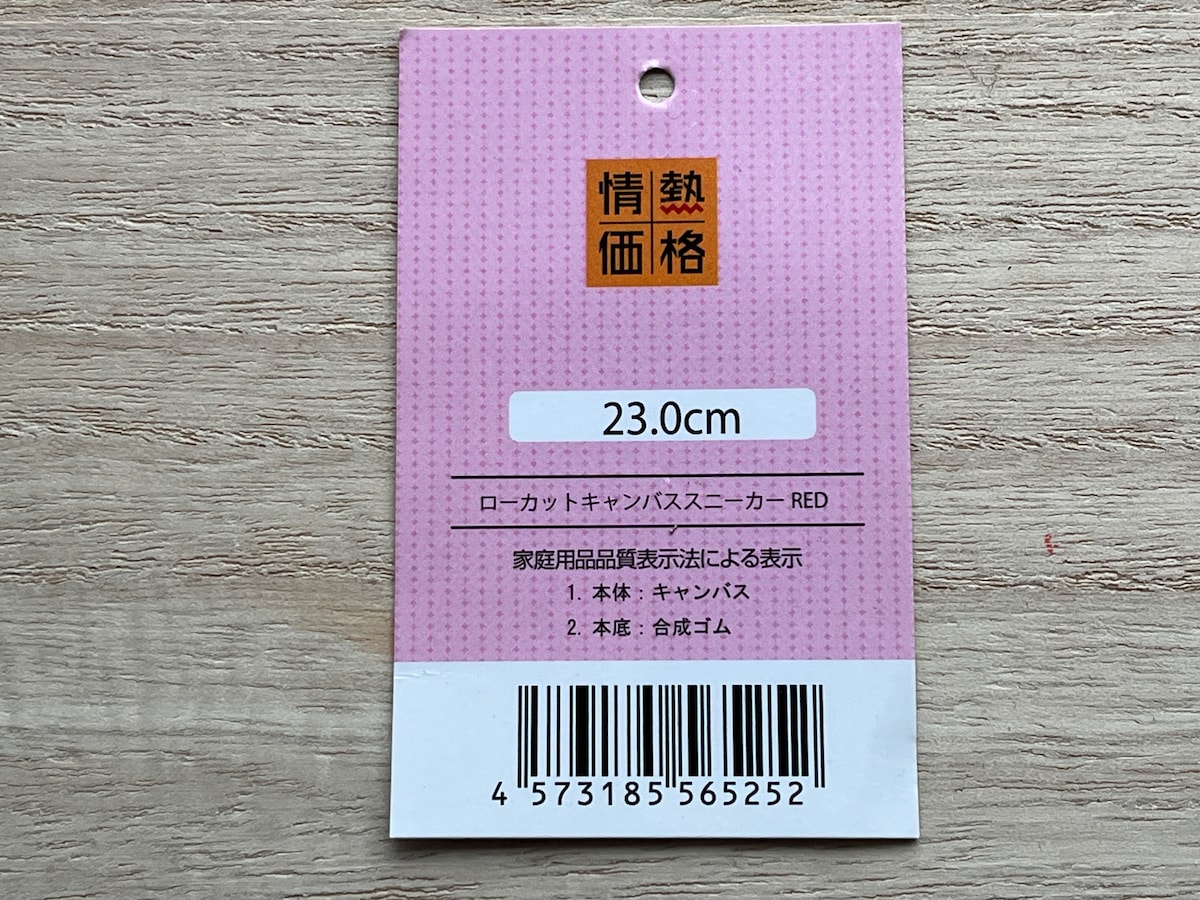 情熱
価格
23.0cm
ローカットキャンバススニーカー RED
家庭用品品質表示法による表示
1. 本体：キャンバス
2. 本底：合成ゴム
4 573185 565252